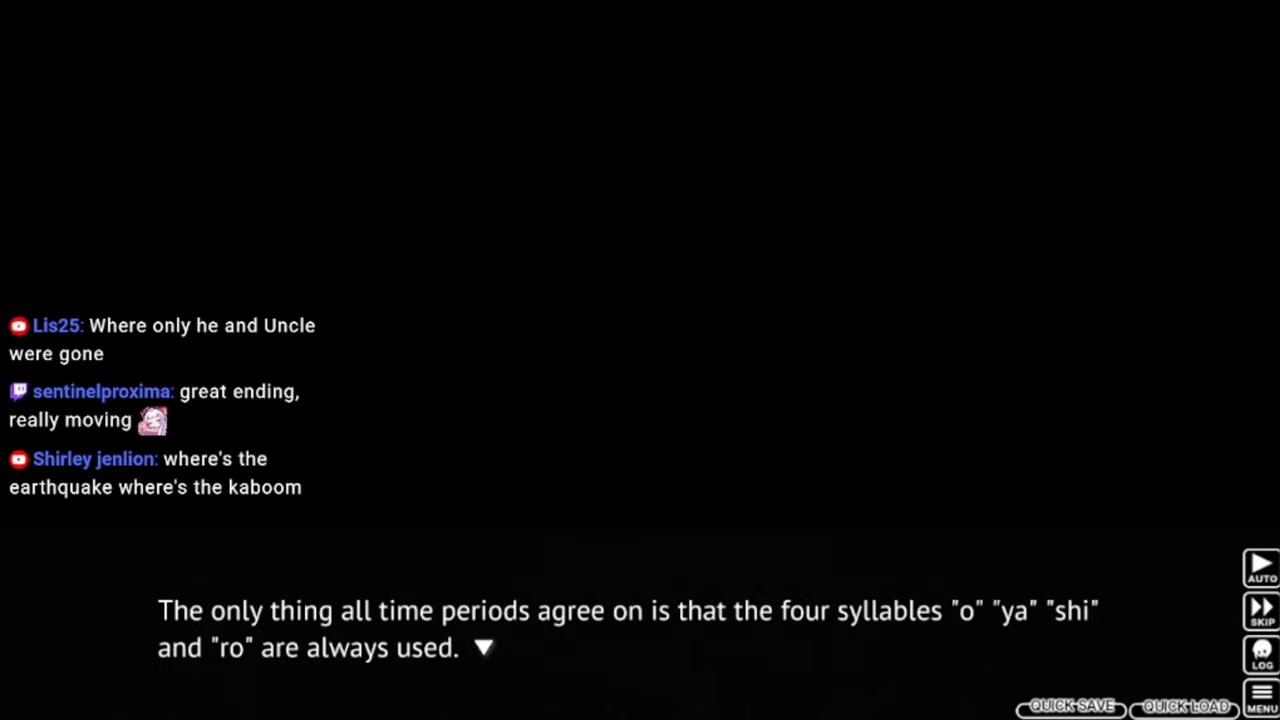 Lis25: Where only he and Uncle
were gone
sentinelproxima: great ending,
really moving
Shirley jenlion: where's the
earthquake where's the kaboom
The only thing all time periods agree on is that the four syllables "o" "ya" "shi"
and "ro" are always used.
AUTO
SKIP
LOG
MENU
QUICK SAVE QUICK LOAD